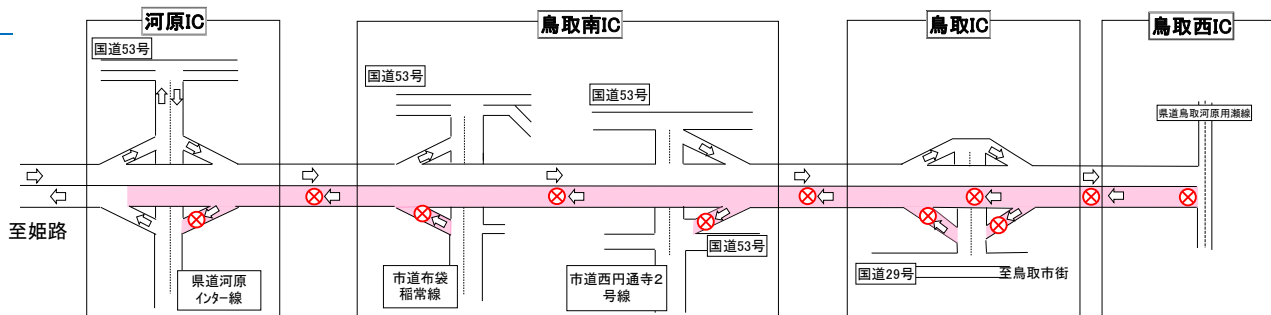 河原IC
鳥取南IC
鳥取IC
鳥取西IC
国道53号
国道53号
国道53号
県道鳥取河原用瀬線
至姫路
国道53号
県道河原
インター線
市道布袋
稲常線
市道西円通寺2
号線
国道29号
至鳥取市街